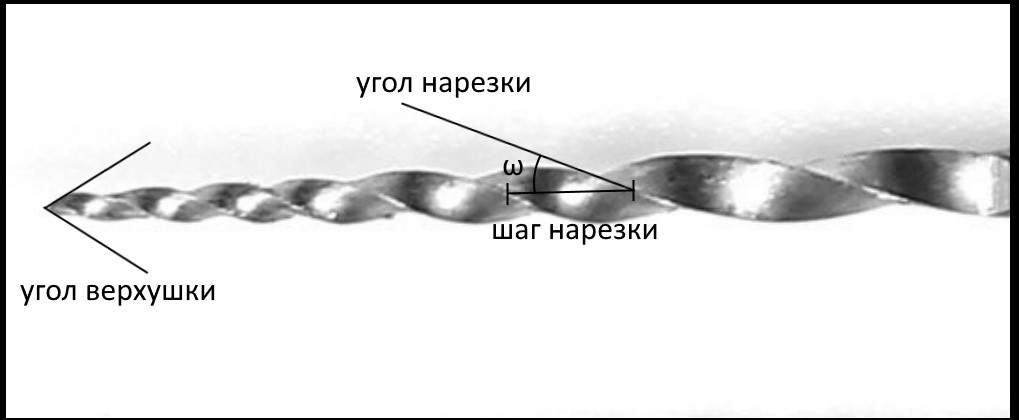 угол нарезки
ω
шаг нарезки
угол верхушки